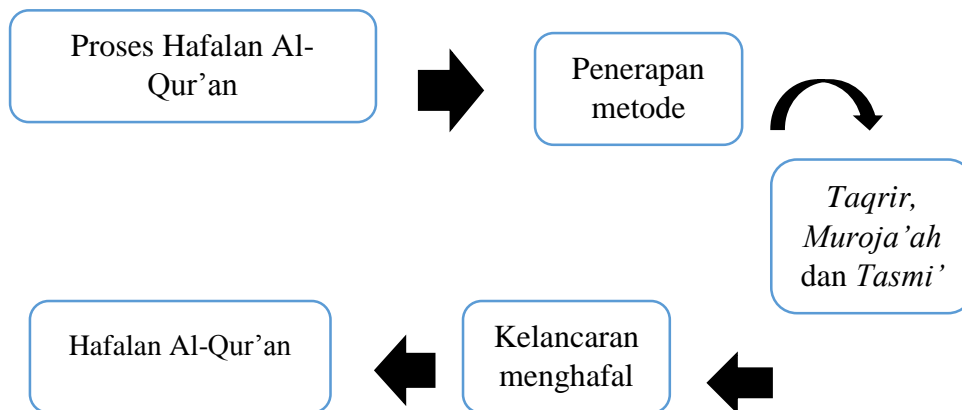 Proses Hafalan Al-
Qur’an
Penerapan
metode
Taqrir,
Muroja’ah
dan Tasmi’
Kelancaran
menghafal
Hafalan Al-Qur’an